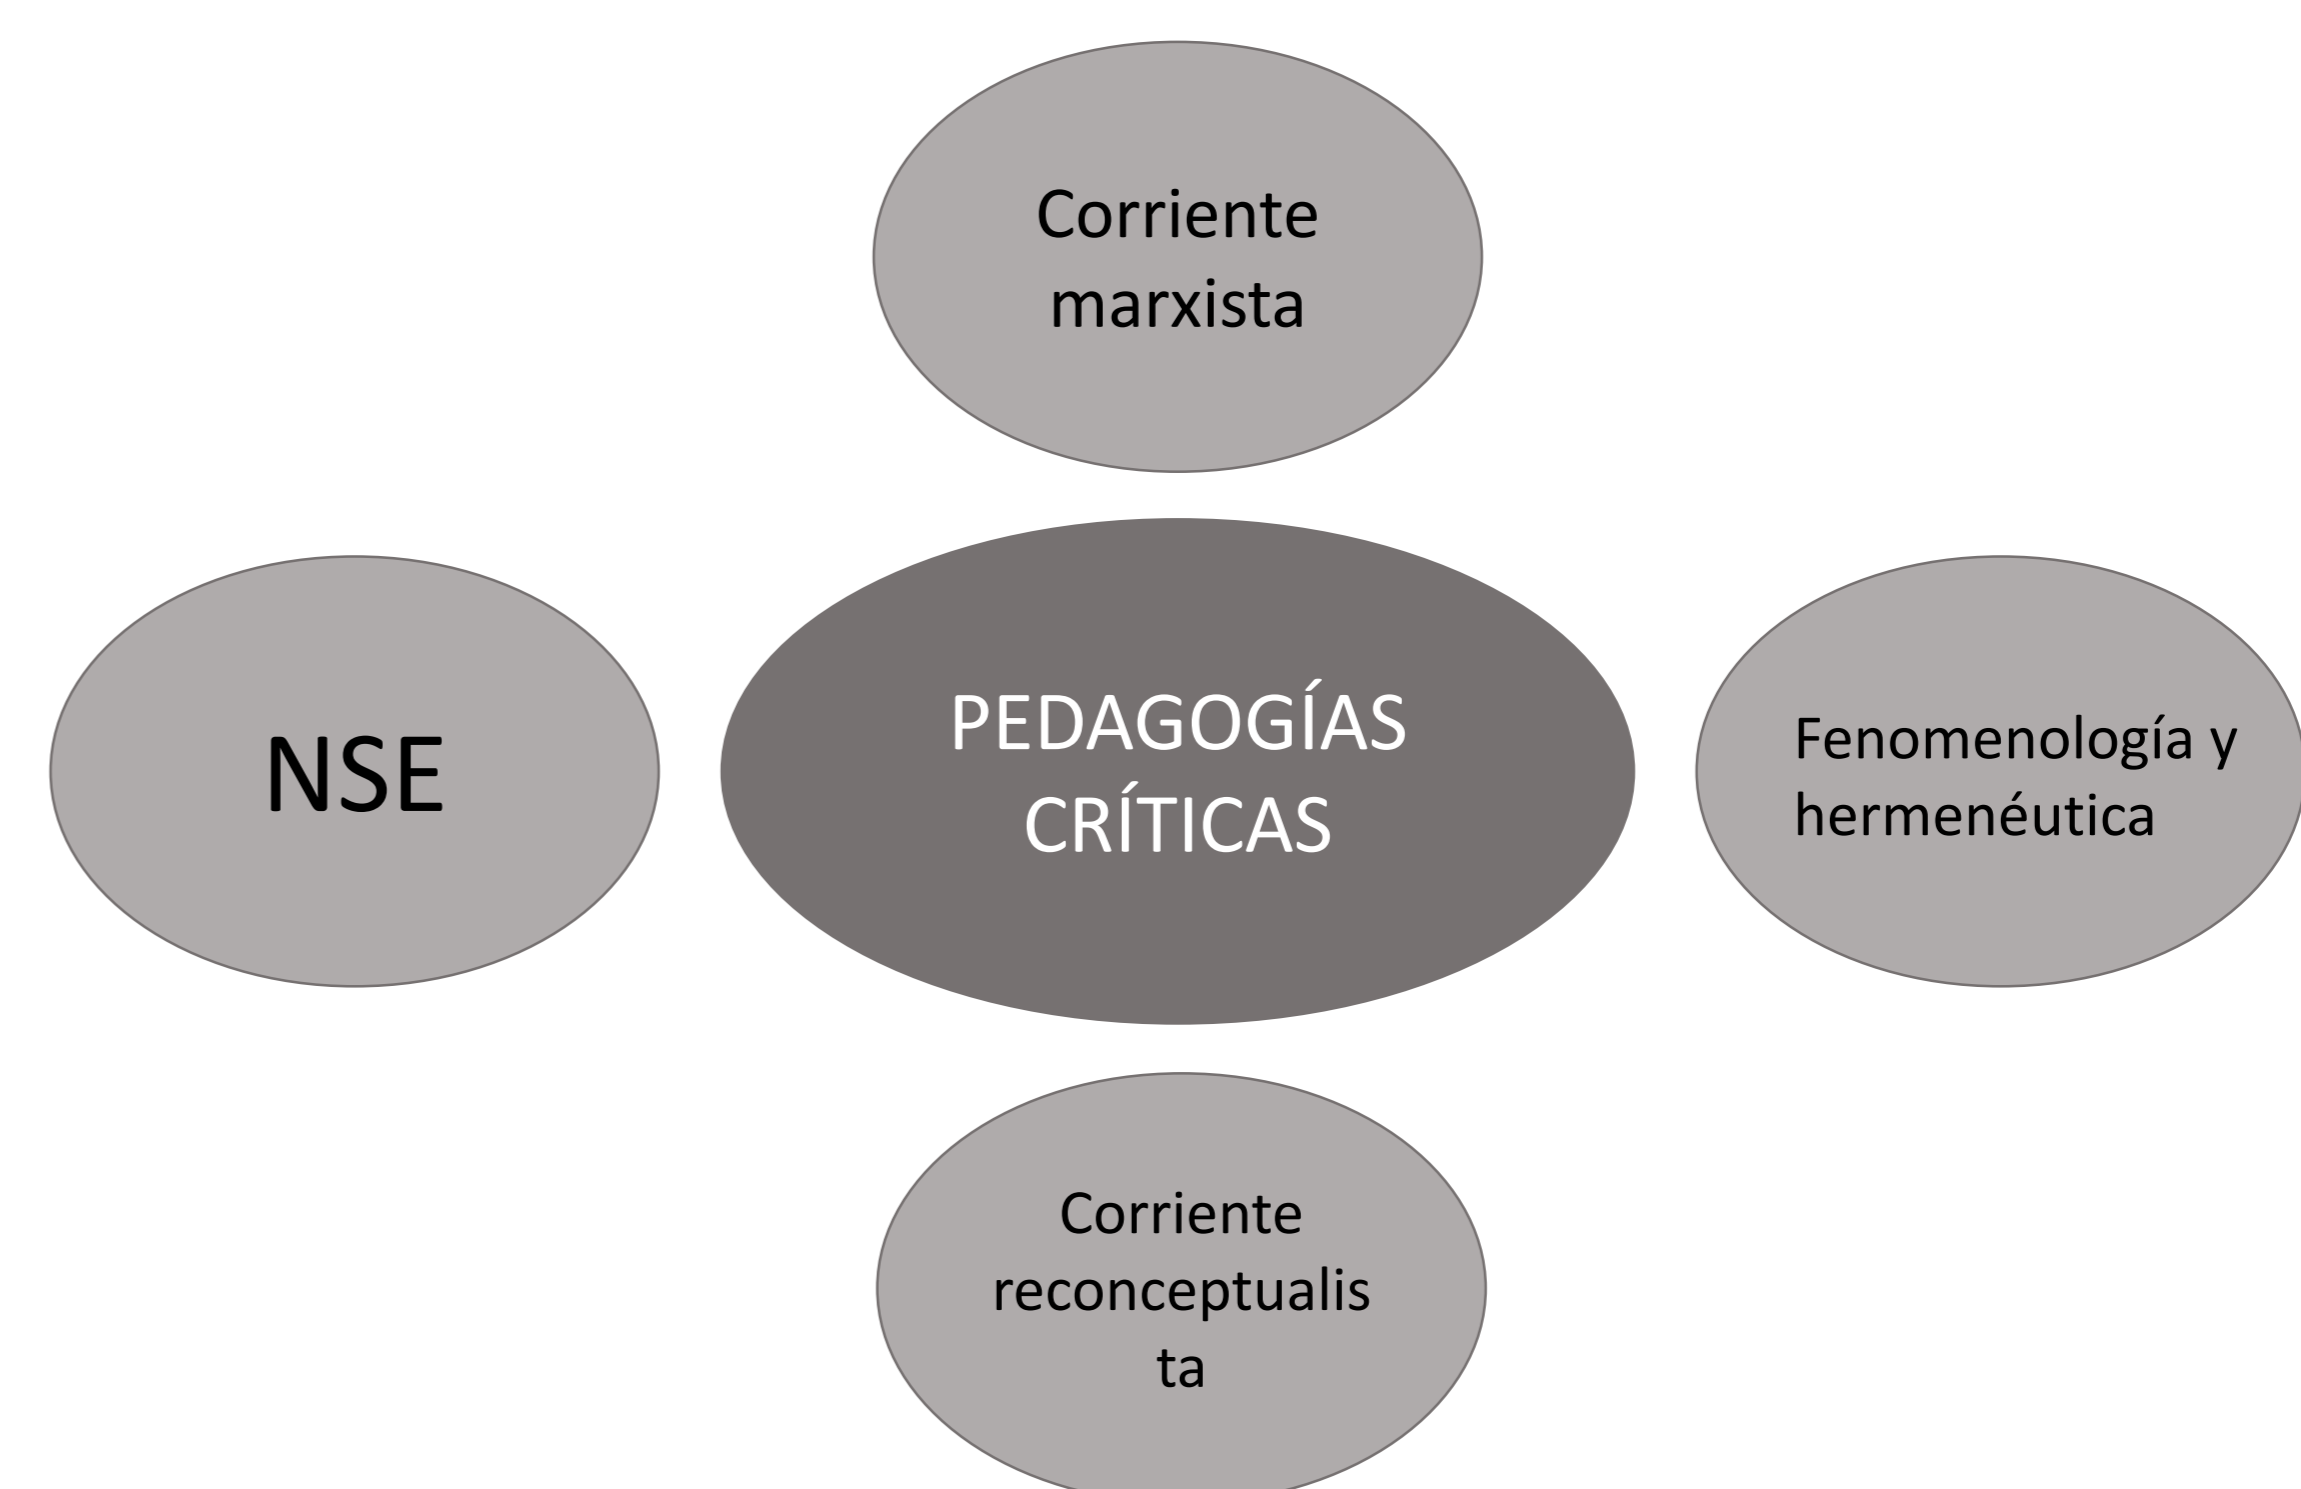 Corriente
marxista
NSE
PEDAGOGÍAS
CRÍTICAS
Fenomenología y
hermenéutica
Corriente
reconceptualis
ta